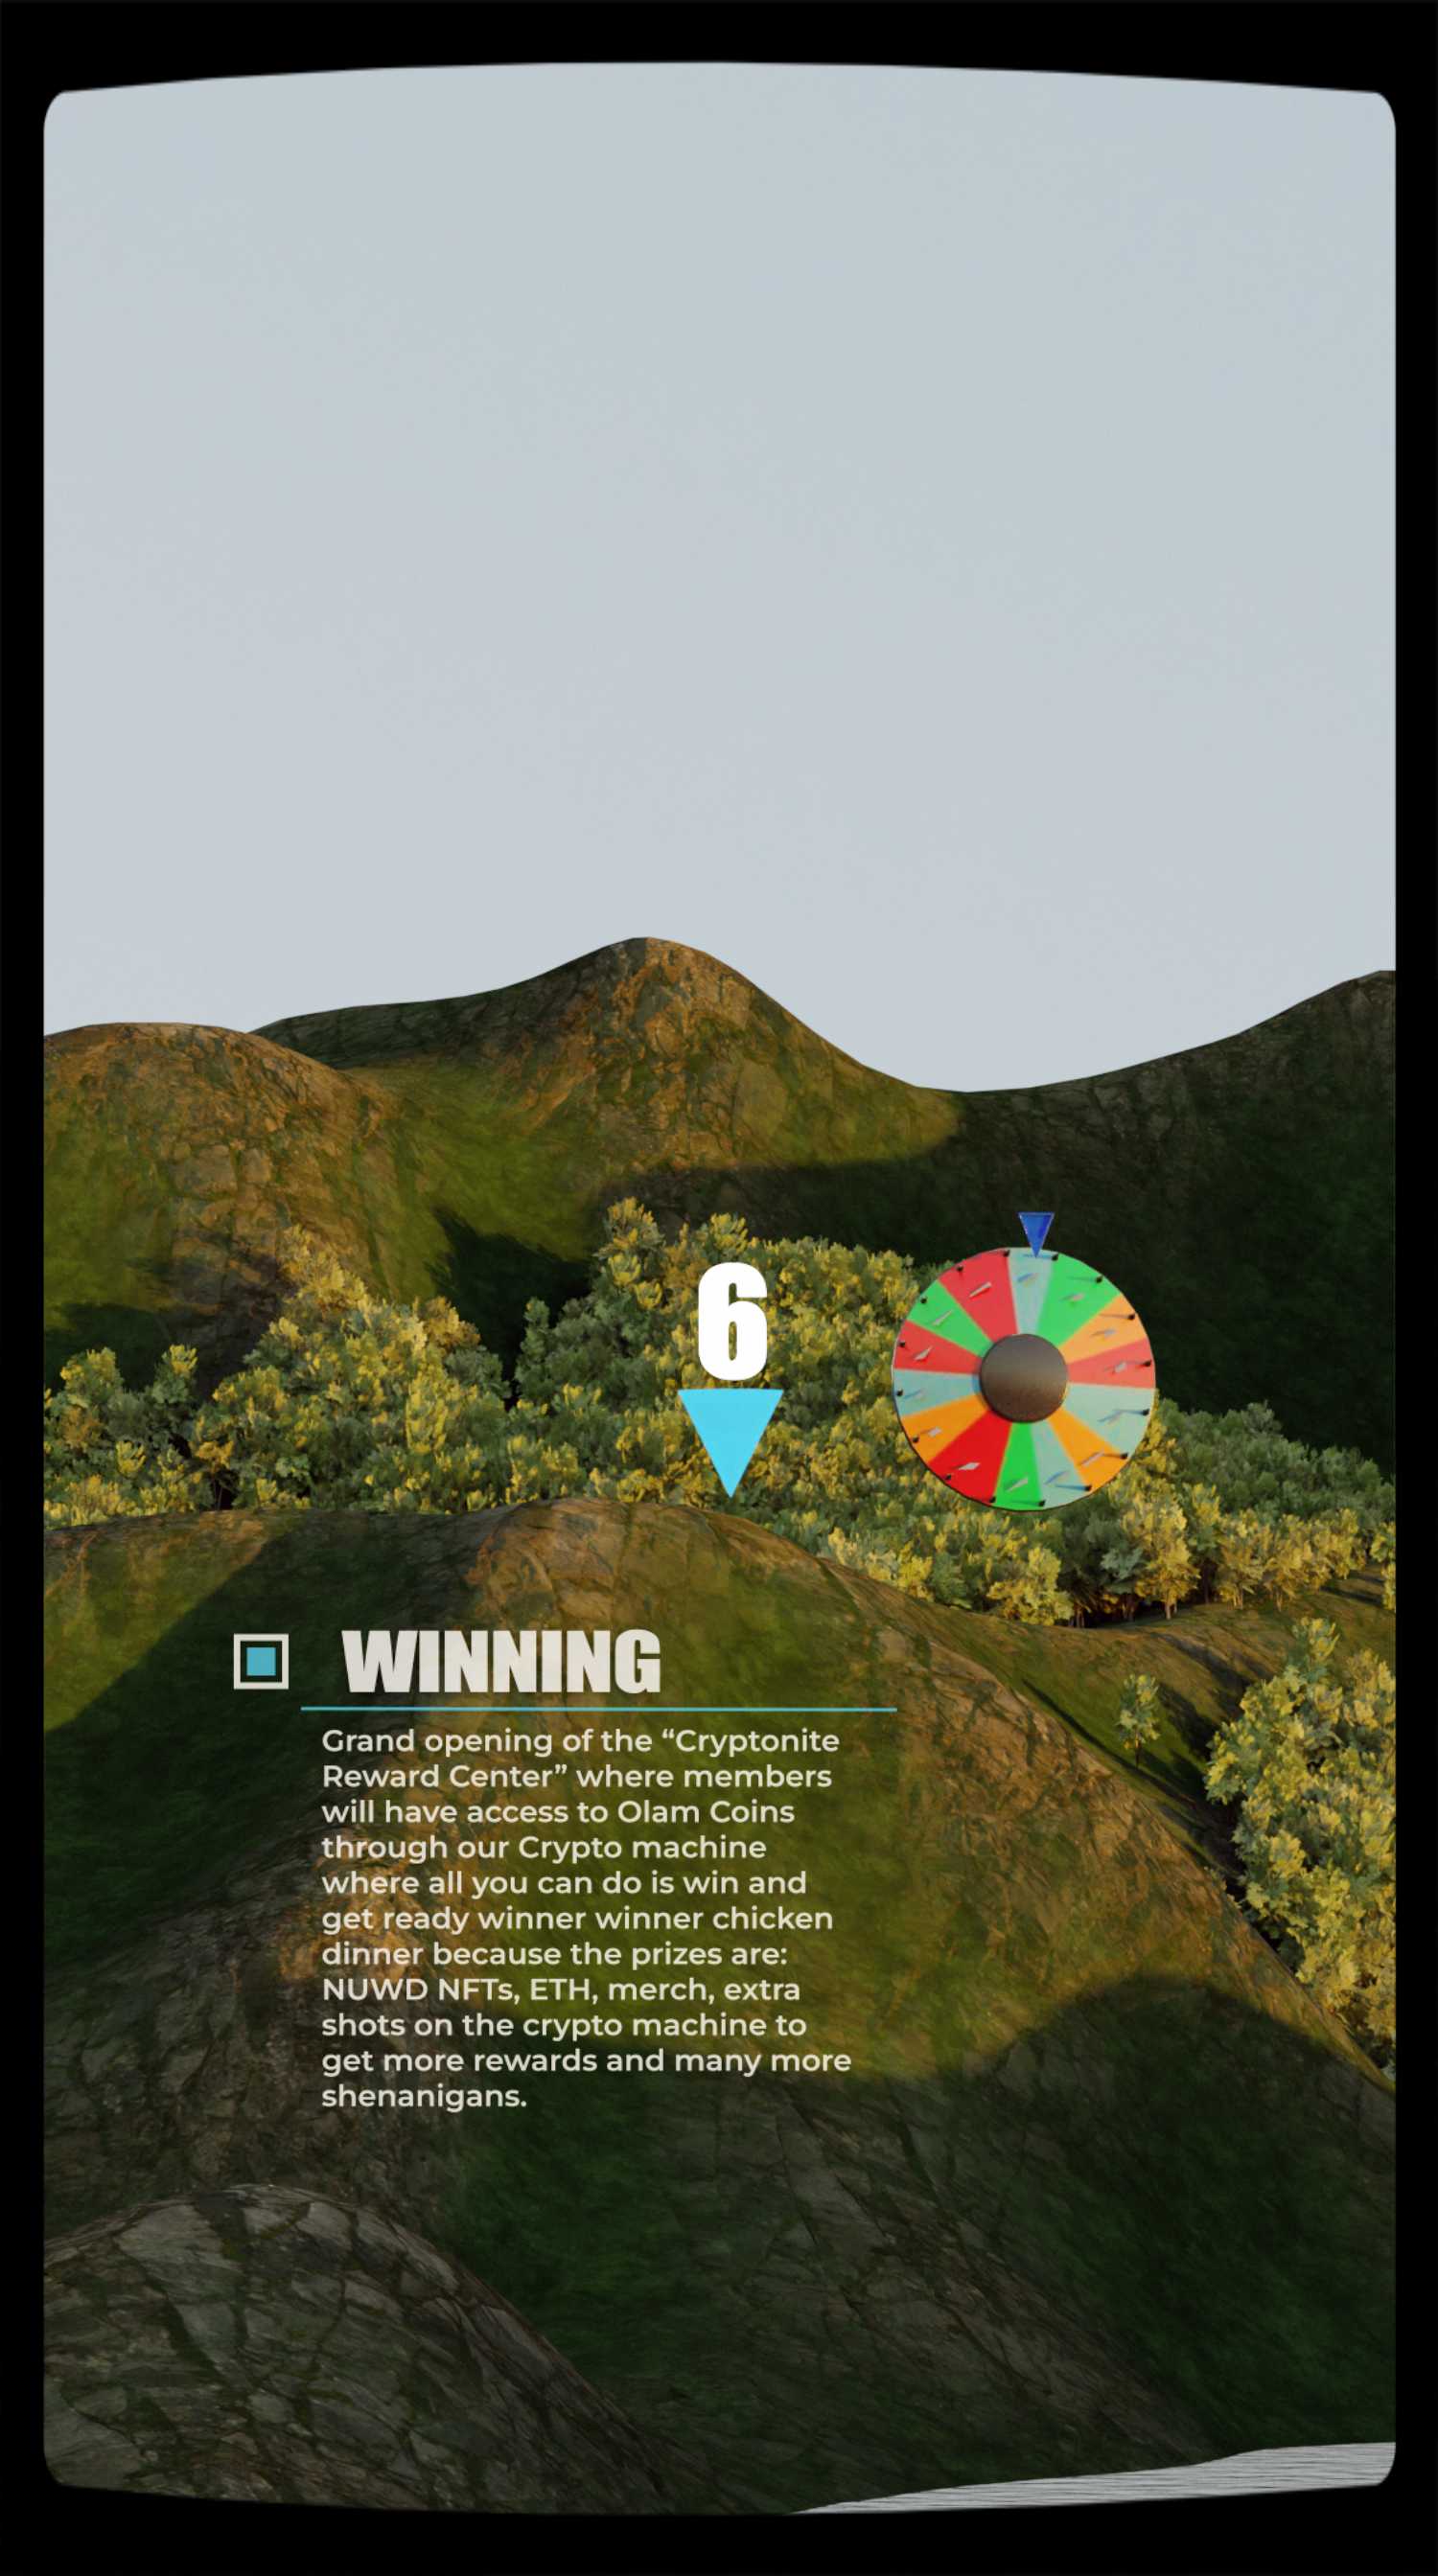 6
WINNING
Grand opening of the “Cryptonite
Reward Center” where members
will have access to Olam Coins
through our Crypto machine
where all you can do is win and
get ready winner winner chicken
dinner because the prizes are:
NUWD NFTs, ETH, merch, extra
shots on the crypto machine to
get more rewards and many more
shenanigans.